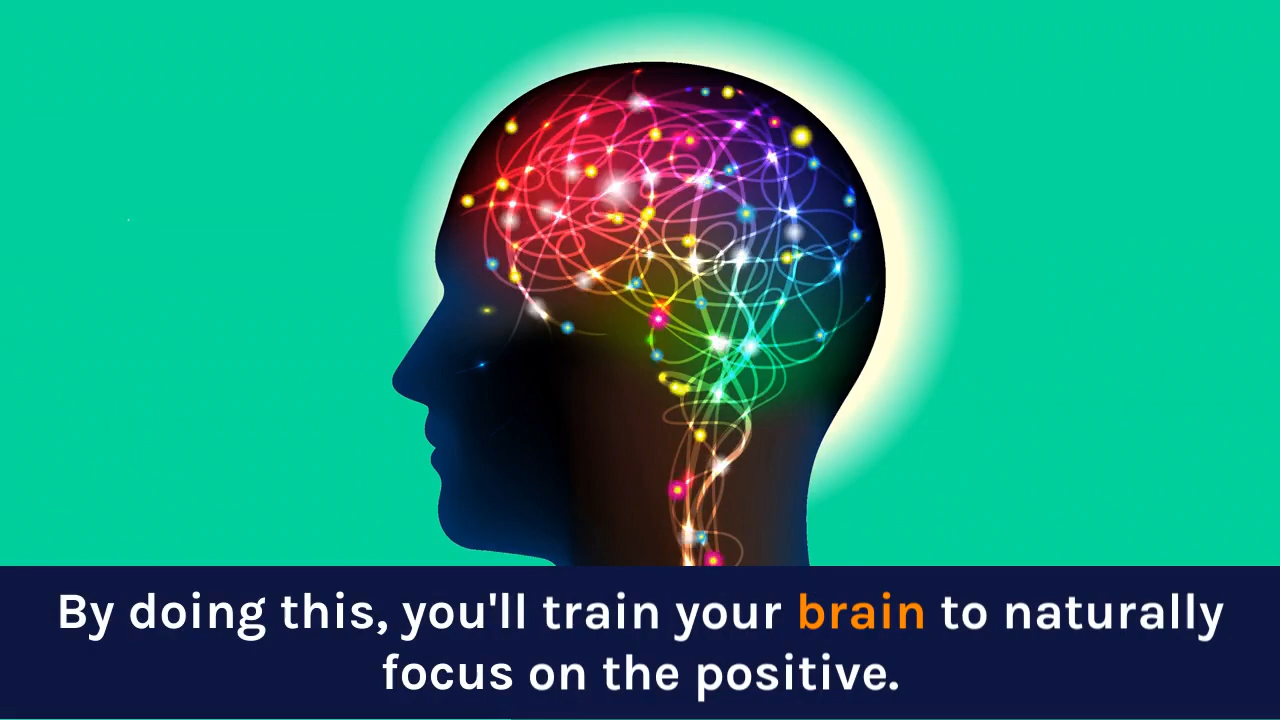 By doing this, you'll train your brain to naturally
focus on the positive.